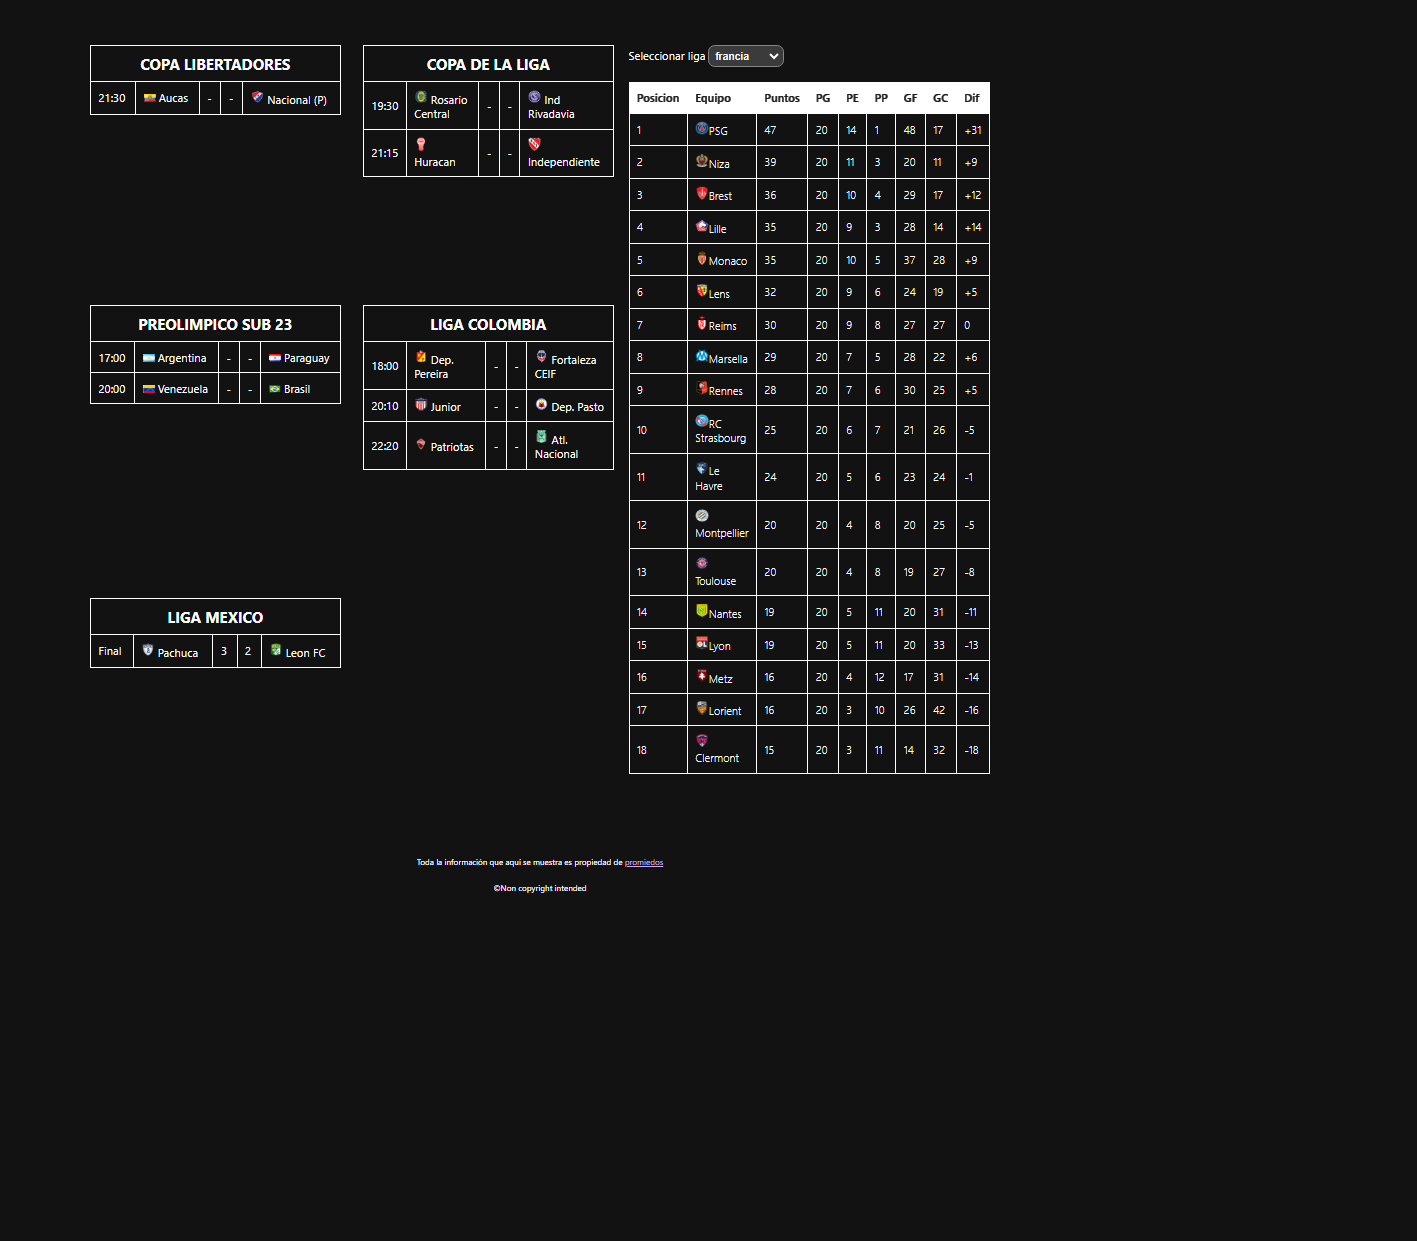 COPA LIBERTADORES
21:30 Aucas - - Nacional (P)
COPA DE LA LIGA
19:30 Rosario Central - - Ind Rivadavia
21:15 Huracan - - Independiente
PREOLIMPICO SUB 23
17:00 Argentina - - Paraguay
20:00 Venezuela - - Brasil
LIGA COLOMBIA
18:00 Dep. Pereira - - Fortaleza CEIF
20:10 Junior - - Dep. Pasto
22:20 Patriotas - - Atl. Nacional
LIGA MEXICO
Final Pachuca 3 2 Leon FC
Seleccionar liga francia
Posicion Equipo Puntos PG PE PP GF GC Dif
1 PSG 47 20 14 1 48 17 +31
2 Niza 39 20 11 3 20 11 +9
3 Brest 36 20 10 4 29 17 +12
4 Lille 35 20 9 3 28 14 +14
5 Monaco 35 20 10 5 37 28 +9
6 Lens 32 20 9 6 24 19 +5
7 Reims 30 20 9 8 27 27 0
8 Marsella 29 20 7 5 28 22 +6
9 Rennes 28 20 7 6 30 25 +5
10 RC Strasbourg 25 20 6 7 21 26 -5
11 Le Havre 24 20 5 6 23 24 -1
12 Montpellier 20 20 4 8 20 25 -5
13 Toulouse 20 20 4 8 19 27 -8
14 Nantes 19 20 5 11 20 31 -11
15 Lyon 19 20 5 11 20 33 -13
16 Metz 16 20 4 12 17 31 -14
17 Lorient 16 20 3 10 26 42 -16
18 Clermont 15 20 3 11 14 32 -18
Toda la información que aquí se muestra es propiedad de promiedos
©Non copyright intended